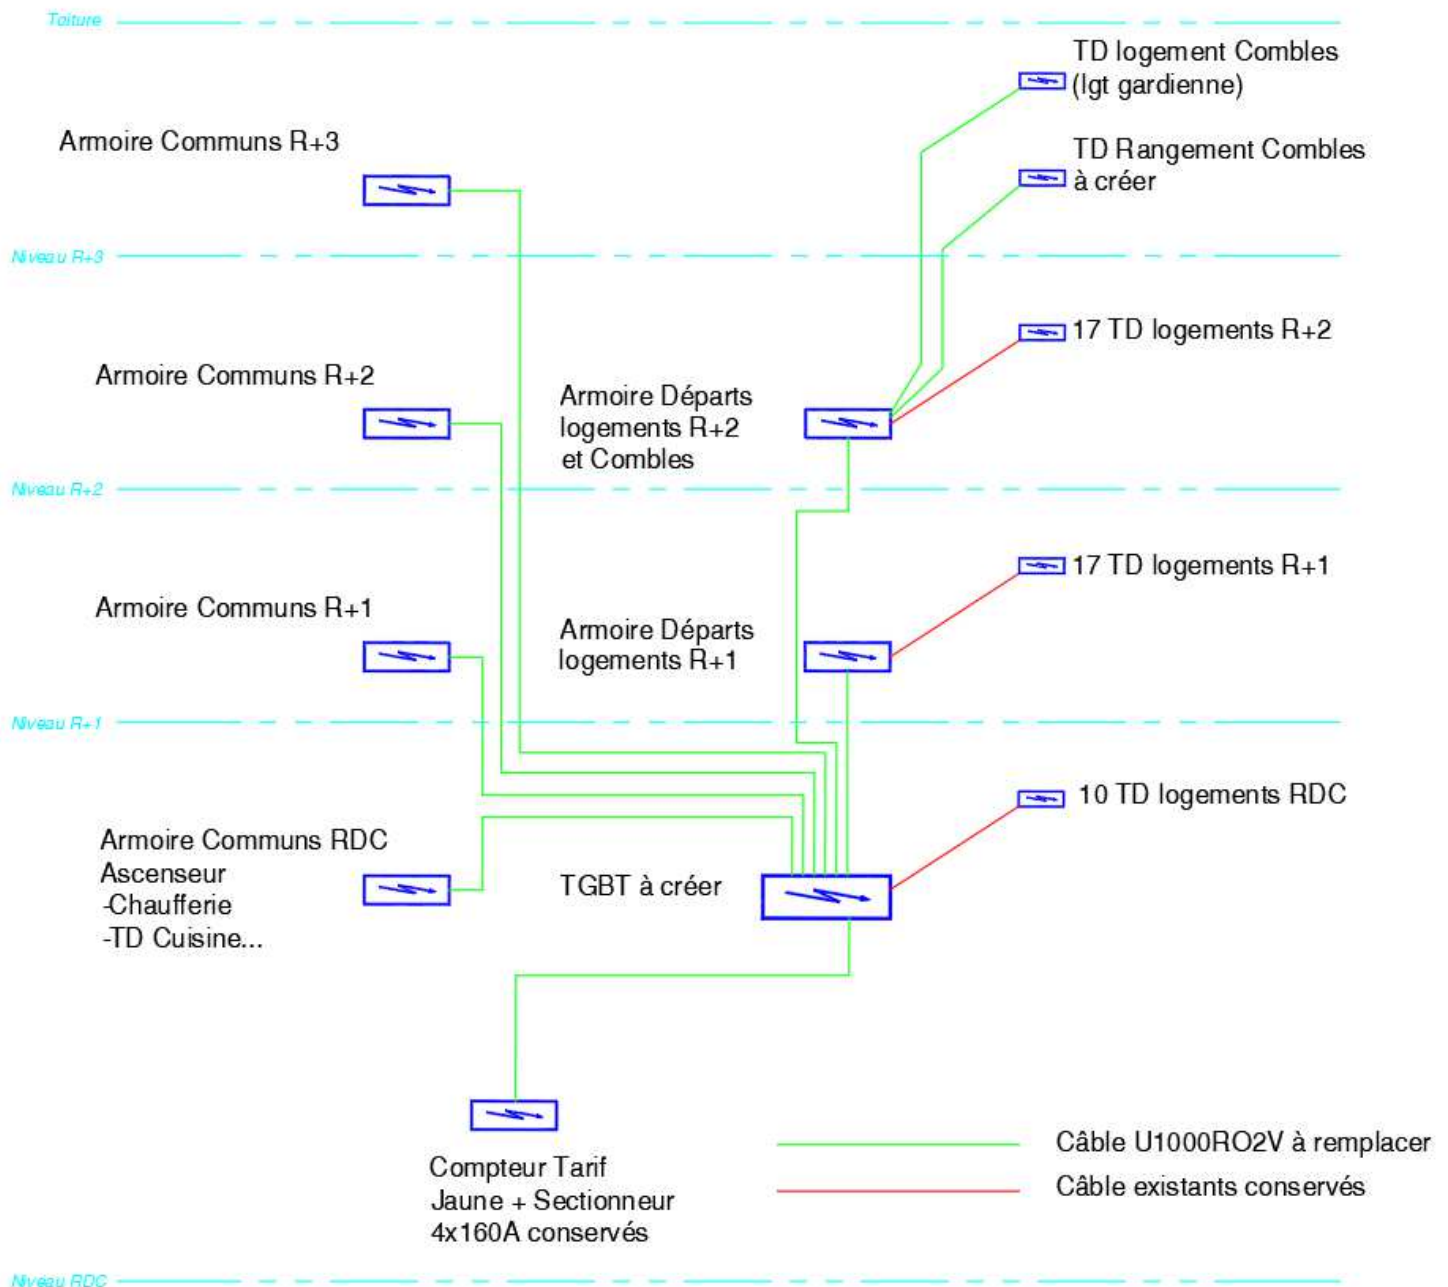 Toiture
TD logement Combles
(lgt gardienne)
Armoire Communs R+3
TD Rangement Combles
à créer
Niveau R+3
17 TD logements R+2
Armoire Communs R+2
Armoire Départs
logements R+2
et Combles
Niveau R+2
17 TD logements R+1
Armoire Communs R+1
Armoire Départs
logements R+1
Niveau R+1
10 TD logements RDC
Armoire Communs RDC
Ascenseur
-Chaufferie
-TD Cuisine...
TGBT à créer
Compteur Tarif
Jaune + Sectionneur
4x160A conservés
Câble U1000RO2V à remplacer
Câble existants conservés
Niveau RDC